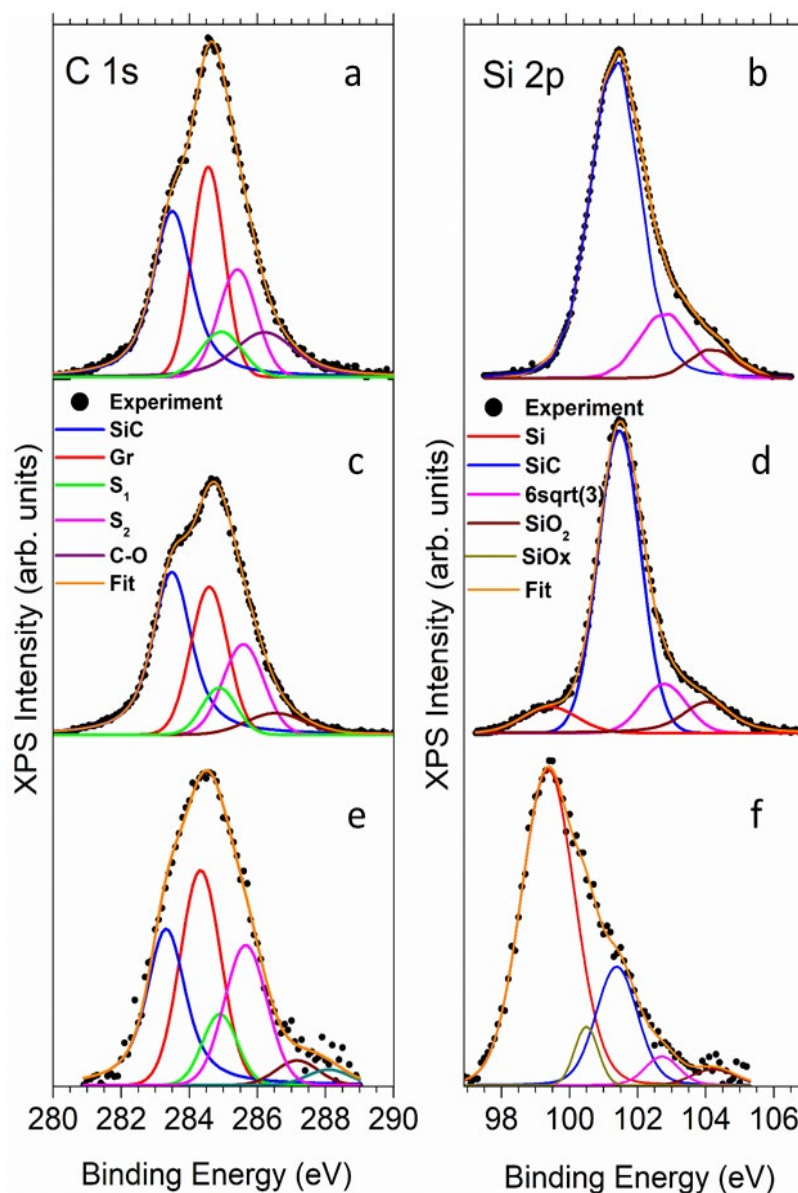 C 1s
a
Si 2p
b
Experiment
SiC
Gr
S₁
S₂
C-O
Fit
c
Experiment
Si
SiC
6sqrt(3)
SiO₂
SiOx
Fit
d
e
f
XPS Intensity (arb. units)
XPS Intensity (arb. units)
280 282 284 286 288 290
98 100 102 104 106
Binding Energy (eV)
Binding Energy (eV)